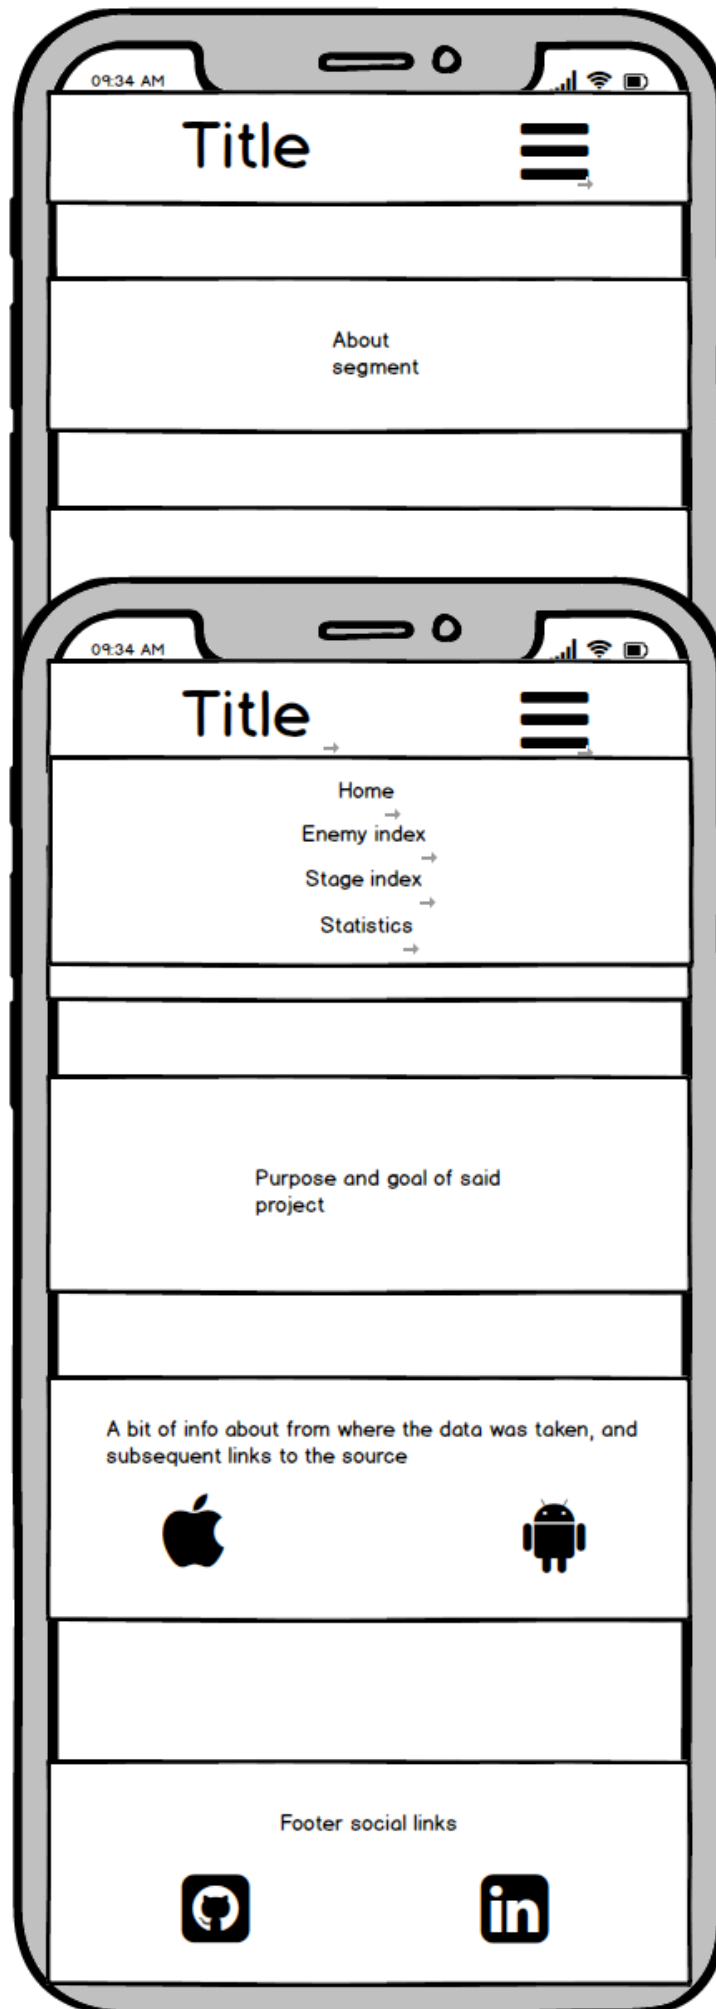 09:34 AM
Title
About
segment
09:34 AM
Title
Home
Enemy index
Stage index
Statistics
Purpose and goal of said
project
A bit of info about from where the data was taken, and
subsequent links to the source
Footer social links
in